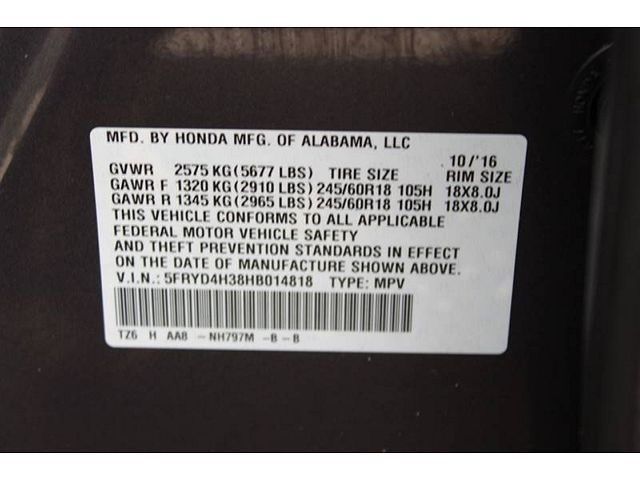 MFD. BY HONDA MFG. OF ALABAMA, LLC
10/'16
GVWR 2575 KG(5677 LBS) TIRE SIZE RIM SIZE
GAWR F 1320 KG (2910 LBS) 245/60R18 105H 18X8.0J
GAWR R 1345 KG (2965 LBS) 245/60R18 105H 18X8.0J
THIS VEHICLE CONFORMS TO ALL APPLICABLE
FEDERAL MOTOR VEHICLE SAFETY
AND THEFT PREVENTION STANDARDS IN EFFECT
ON THE DATE OF MANUFACTURE SHOWN ABOVE.
V.I.N.: 5FRYD4H38HB014818 TYPE: MPV
TZ6 H AAB - NH797M -B - B